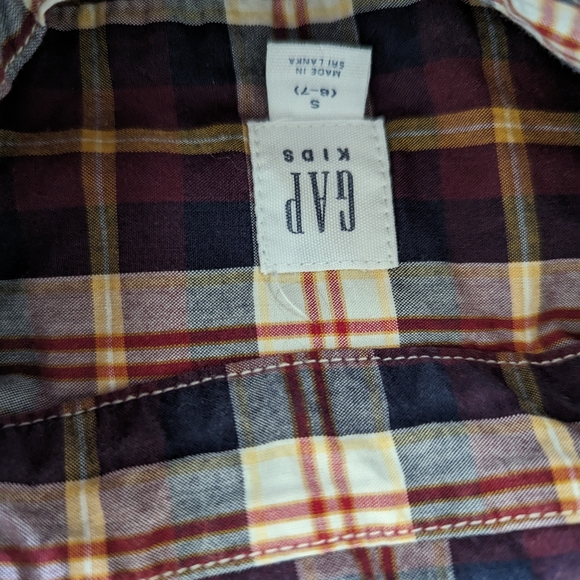 GAP
KIDS
S
(6-7)
MADE IN
SRI LANKA